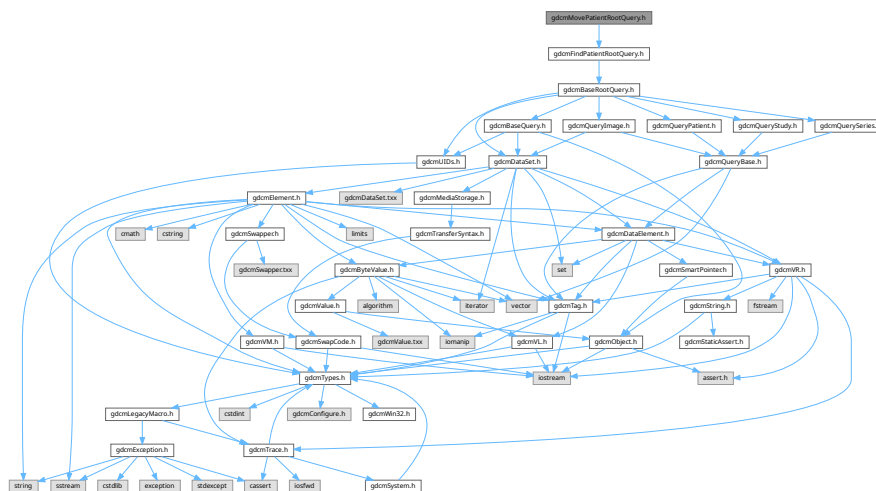 gdcmMovePatientRootQuery.h
gdcmFindPatientRootQuery.h
gdcmBaseRootQuery.h
gdcmBaseQuery.h
gdcmQueryImage.h
gdcmQueryPatient.h
gdcmQueryStudy.h
gdcmQuerySeries.
gdcmUIDs.h
gdcmDataSet.h
gdcmQueryBase.h
gdcmElement.h
gdcmDataSet.txx
gdcmMediaStorage.h
cmath
cstring
gdcmSwapper.h
limits
gdcmTransferSyntax.h
gdcmDataElement.h
gdcmSwapper.txx
gdcmByteValue.h
set
gdcmSmartPointer.h
gdcmVR.h
gdcmValue.h
algorithm
iterator
vector
gdcmTag.h
gdcmString.h
fstream
gdcmVM.h
gdcmSwapCode.h
gdcmValue.txx
iomanip
gdcmVL.h
gdcmObject.h
gdcmStaticAssert.h
gdcmTypes.h
iostream
assert.h
gdcmLegacyMacro.h
cstdint
gdcmConfigure.h
gdcmWin32.h
gdcmException.h
gdcmTrace.h
string
sstream
cstdlib
exception
stdexcept
cassert
iosfwd
gdcmSystem.h